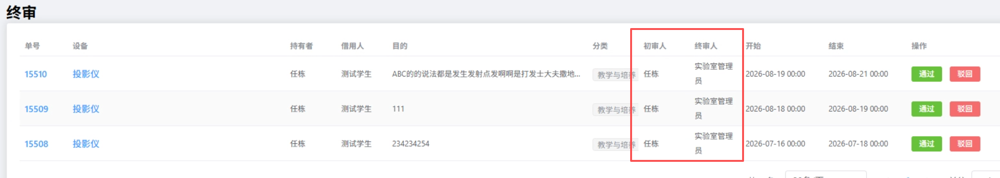 终审
单号 设备 持有者 借用人 目的 分类 初审人 终审人 开始 结束 操作
15510 投影仪 任栋 测试学生 ABC的的说法都是发生发射点发啊啊是打发士大夫撒地... 教学与培养 任栋 实验室管理员 2026-08-19 00:00 2026-08-21 00:00 通过 驳回
15509 投影仪 任栋 测试学生 111 教学与培养 任栋 实验室管理员 2026-08-18 00:00 2026-08-19 00:00 通过 驳回
15508 投影仪 任栋 测试学生 234234254 教学与培养 任栋 实验室管理员 2026-07-16 00:00 2026-07-18 00:00 通过 驳回